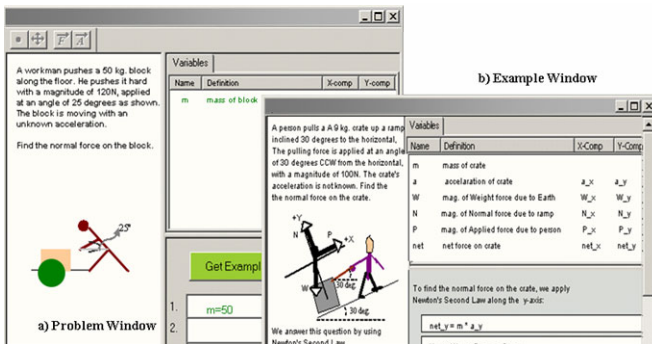 A workman pushes a 50 kg. block
along the floor. He pushes it hard
with a magnitude of 120N, applied
at an angle of 25 degrees as shown.
The block is moving with an
unknown acceleration.
Find the normal force on the block.
25°
a) Problem Window
Variables
Name Definition X-comp Y-comp
m mass of block
Get Exampl
1. m=50
2.
b) Example Window
A person pulls a A 9 kg. crate up a ramp
inclined 30 degrees to the horizontal,
The pulling force is applied at an angle
of 30 degrees CCW from the horizontal,
with a magnitude of 100N. The crate's
acceleration is not known. Find the
the normal force on the crate.
+Y
N
P
+X
W
30 deg.
30 deg.
We answer this question by using
Newton's Second Law
Variables
Name Definition X-Comp Y-Comp
m mass of crate
a accelaration of crate a_x a_y
W mag. of Weight force due to Earth W_x W_y
N mag. of Normal force due to ramp N_x N_y
P mag. of Applied force due to person P_x P_y
net net force on crate net_x net_y
To find the normal force on the crate, we apply
Newton's Second Law along the y-axis:
net_y = m * a_y